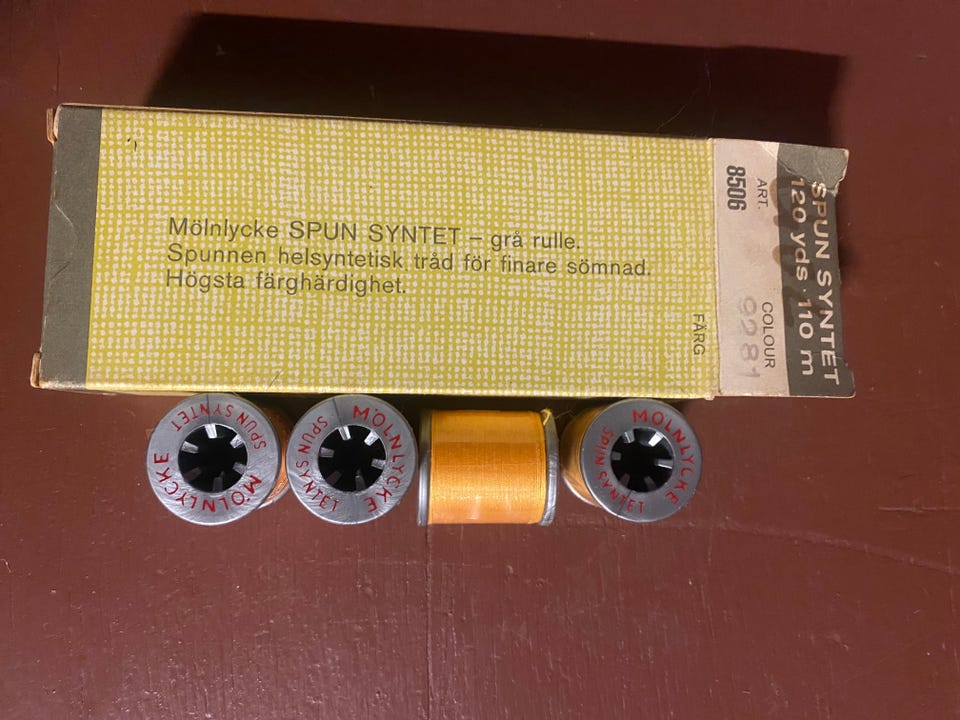 Mölnlycke SPUN SYNTET – grå rulle.
Spunnen helsyntetisk tråd för finare sömnad.
Högsta färghärdighet.
FÄRG
ART.
8506
COLOUR
9281
SPUN SYNTET
120 yds. 110 m
MÖLNLYCKE SPUN SYNTET
MÖLNLYCKE SPUN SYNTET
MÖLNLYCKE SPUN SYNTET